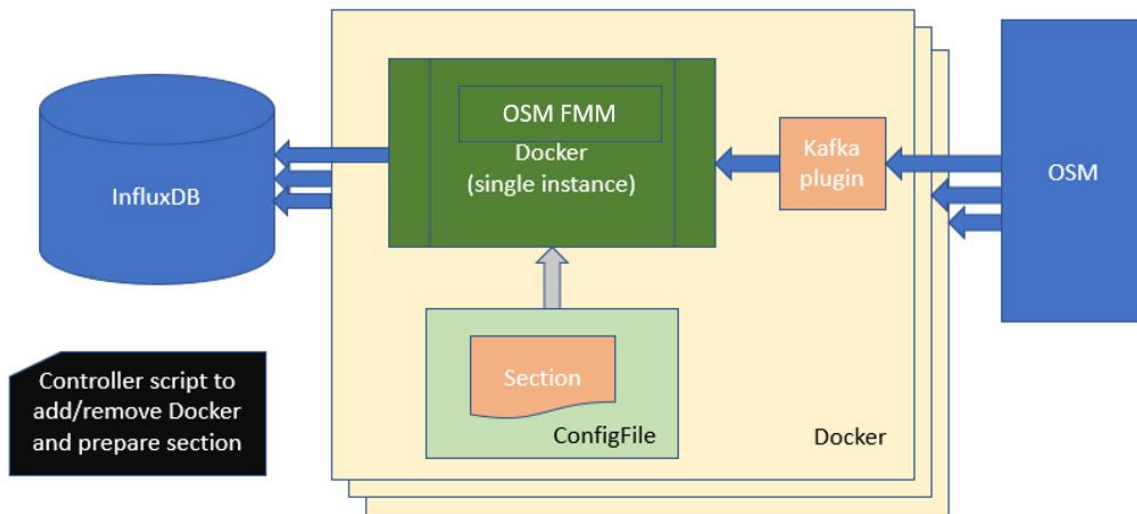 InfluxDB
OSM FMM
Docker
(single instance)
Kafka
plugin
OSM
Section
ConfigFile
Docker
Controller script to
add/remove Docker
and prepare section